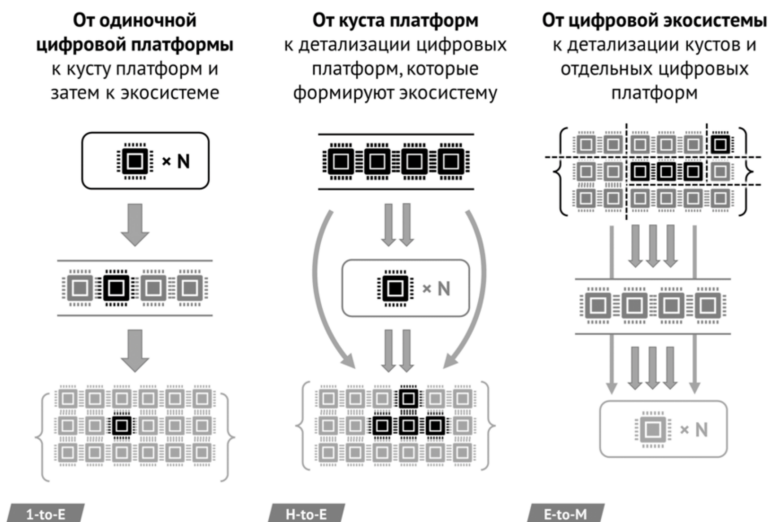 От одиночной
цифровой платформы
к кусту платформ и
затем к экосистеме
× N
1-to-E
От куста платформ
к детализации цифровых
платформ, которые
формируют экосистему
× N
H-to-E
От цифровой экосистемы
к детализации кустов и
отдельных цифровых
платформ
× N
E-to-M